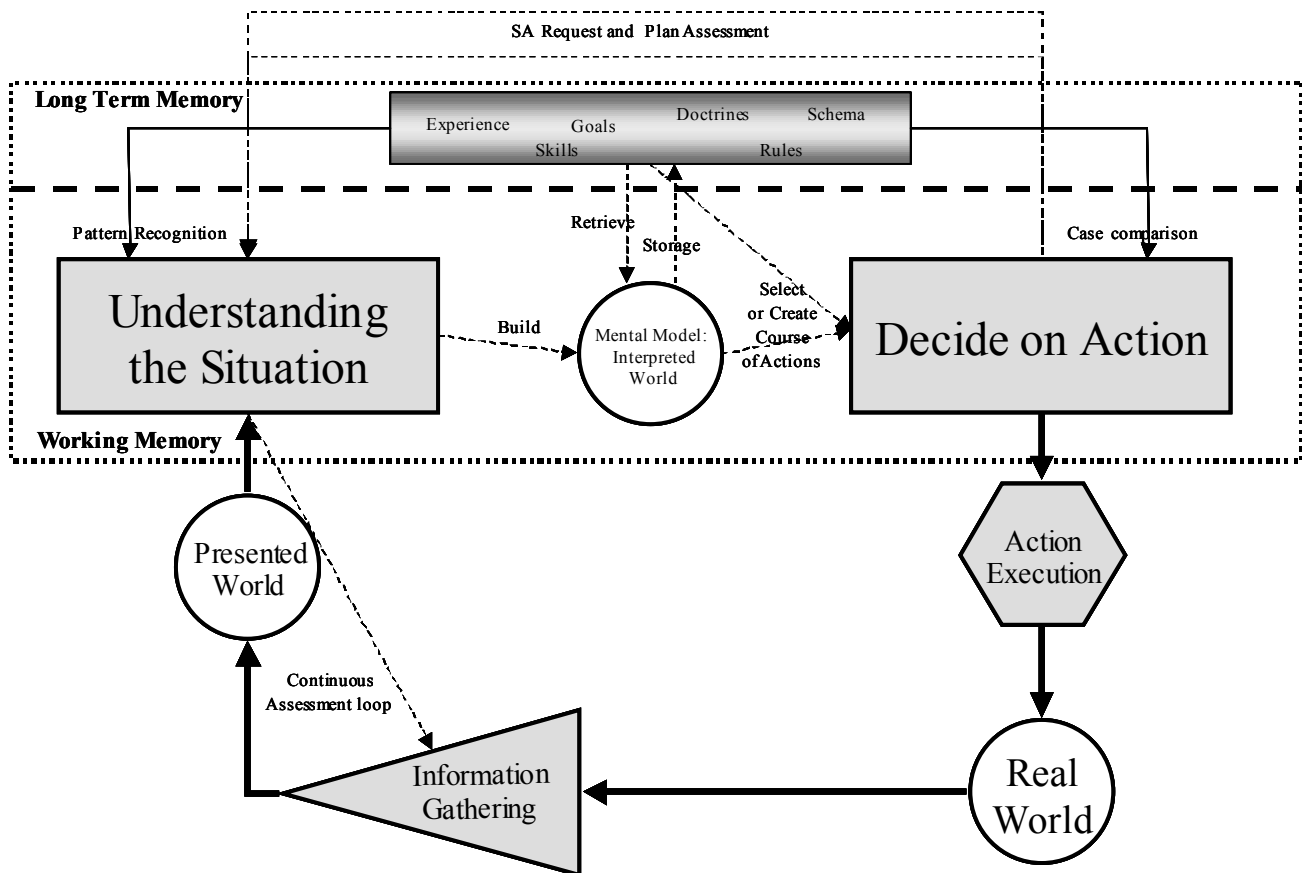 SA Request and Plan Assessment
Long Term Memory
Experience
Goals
Doctrines
Schema
Skills
Rules
Pattern Recognition
Retrieve
Storage
Case comparison
Understanding
the Situation
Build
Mental Model:
Interpreted
World
Select
or Create
Course
of Actions
Decide on Action
Working Memory
Presented
World
Action
Execution
Continuous
Assessment loop
Information
Gathering
Real
World